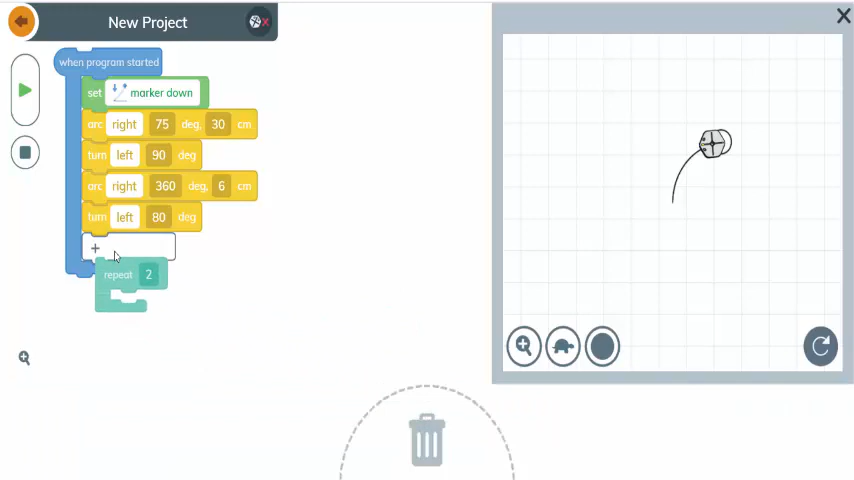 New Project
when program started
set marker down
arc right 75 deg, 30 cm
turn left 90 deg
arc right 360 deg, 6 cm
turn left 80 deg
+
repeat 2